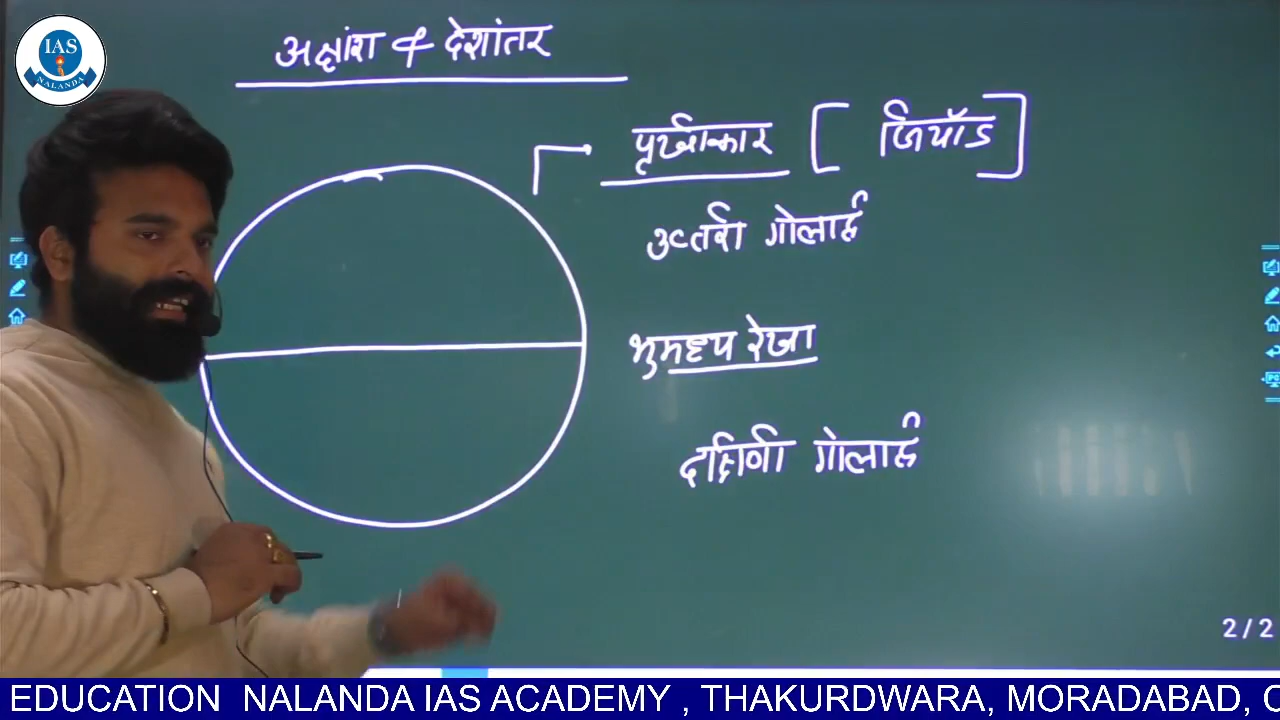 IAS
NALANDA
अक्षांश & देशांतर
पृथ्वीआकार [ जियॉड ]
उत्तरी गोलार्द्ध
भूमध्य रेखा
दक्षिणी गोलार्द्ध
2 / 2
EDUCATION NALANDA IAS ACADEMY , THAKURDWARA, MORADABAD, C